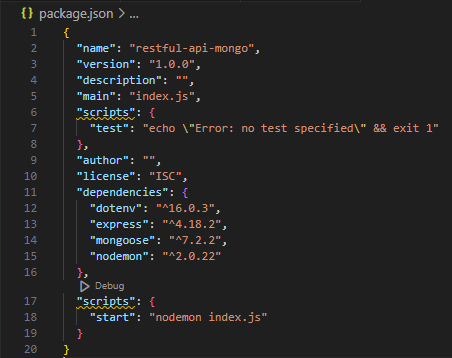 package.json > ...
1 {
2 "name": "restful-api-mongo",
3 "version": "1.0.0",
4 "description": "",
5 "main": "index.js",
6 "scripts": {
7 "test": "echo \"Error: no test specified\" && exit 1"
8 },
9 "author": "",
10 "license": "ISC",
11 "dependencies": {
12 "dotenv": "^16.0.3",
13 "express": "^4.18.2",
14 "mongoose": "^7.2.2",
15 "nodemon": "^2.0.22"
16 },
Debug
17 "scripts": {
18 "start": "nodemon index.js"
19 }
20 }